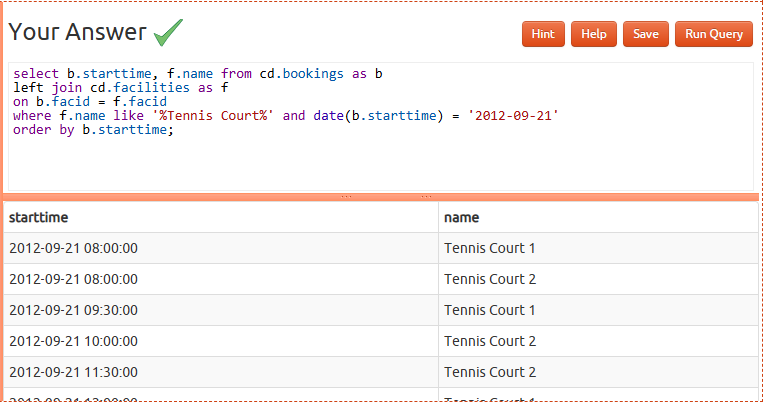 Your Answer
Hint Help Save Run Query
select b.starttime, f.name from cd.bookings as b
left join cd.facilities as f
on b.facid = f.facid
where f.name like '%Tennis Court%' and date(b.starttime) = '2012-09-21'
order by b.starttime;
starttime name
2012-09-21 08:00:00 Tennis Court 1
2012-09-21 08:00:00 Tennis Court 2
2012-09-21 09:30:00 Tennis Court 1
2012-09-21 10:00:00 Tennis Court 2
2012-09-21 11:30:00 Tennis Court 2